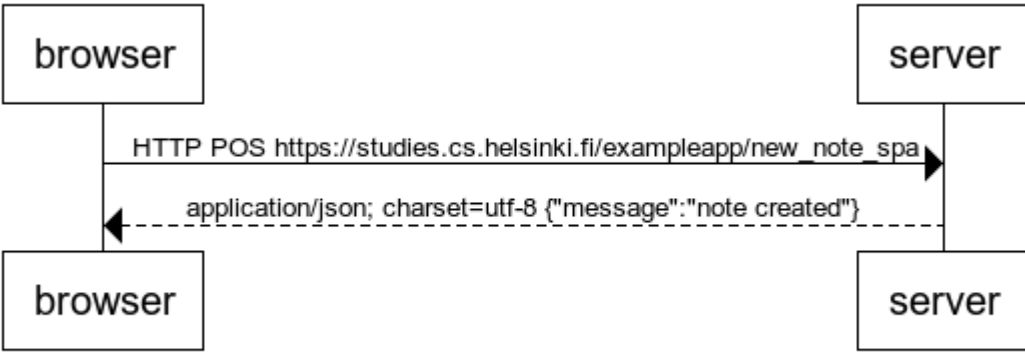 browser
server
HTTP POS https://studies.cs.helsinki.fi/exampleapp/new_note_spa
application/json; charset=utf-8 {"message":"note created"}
browser
server